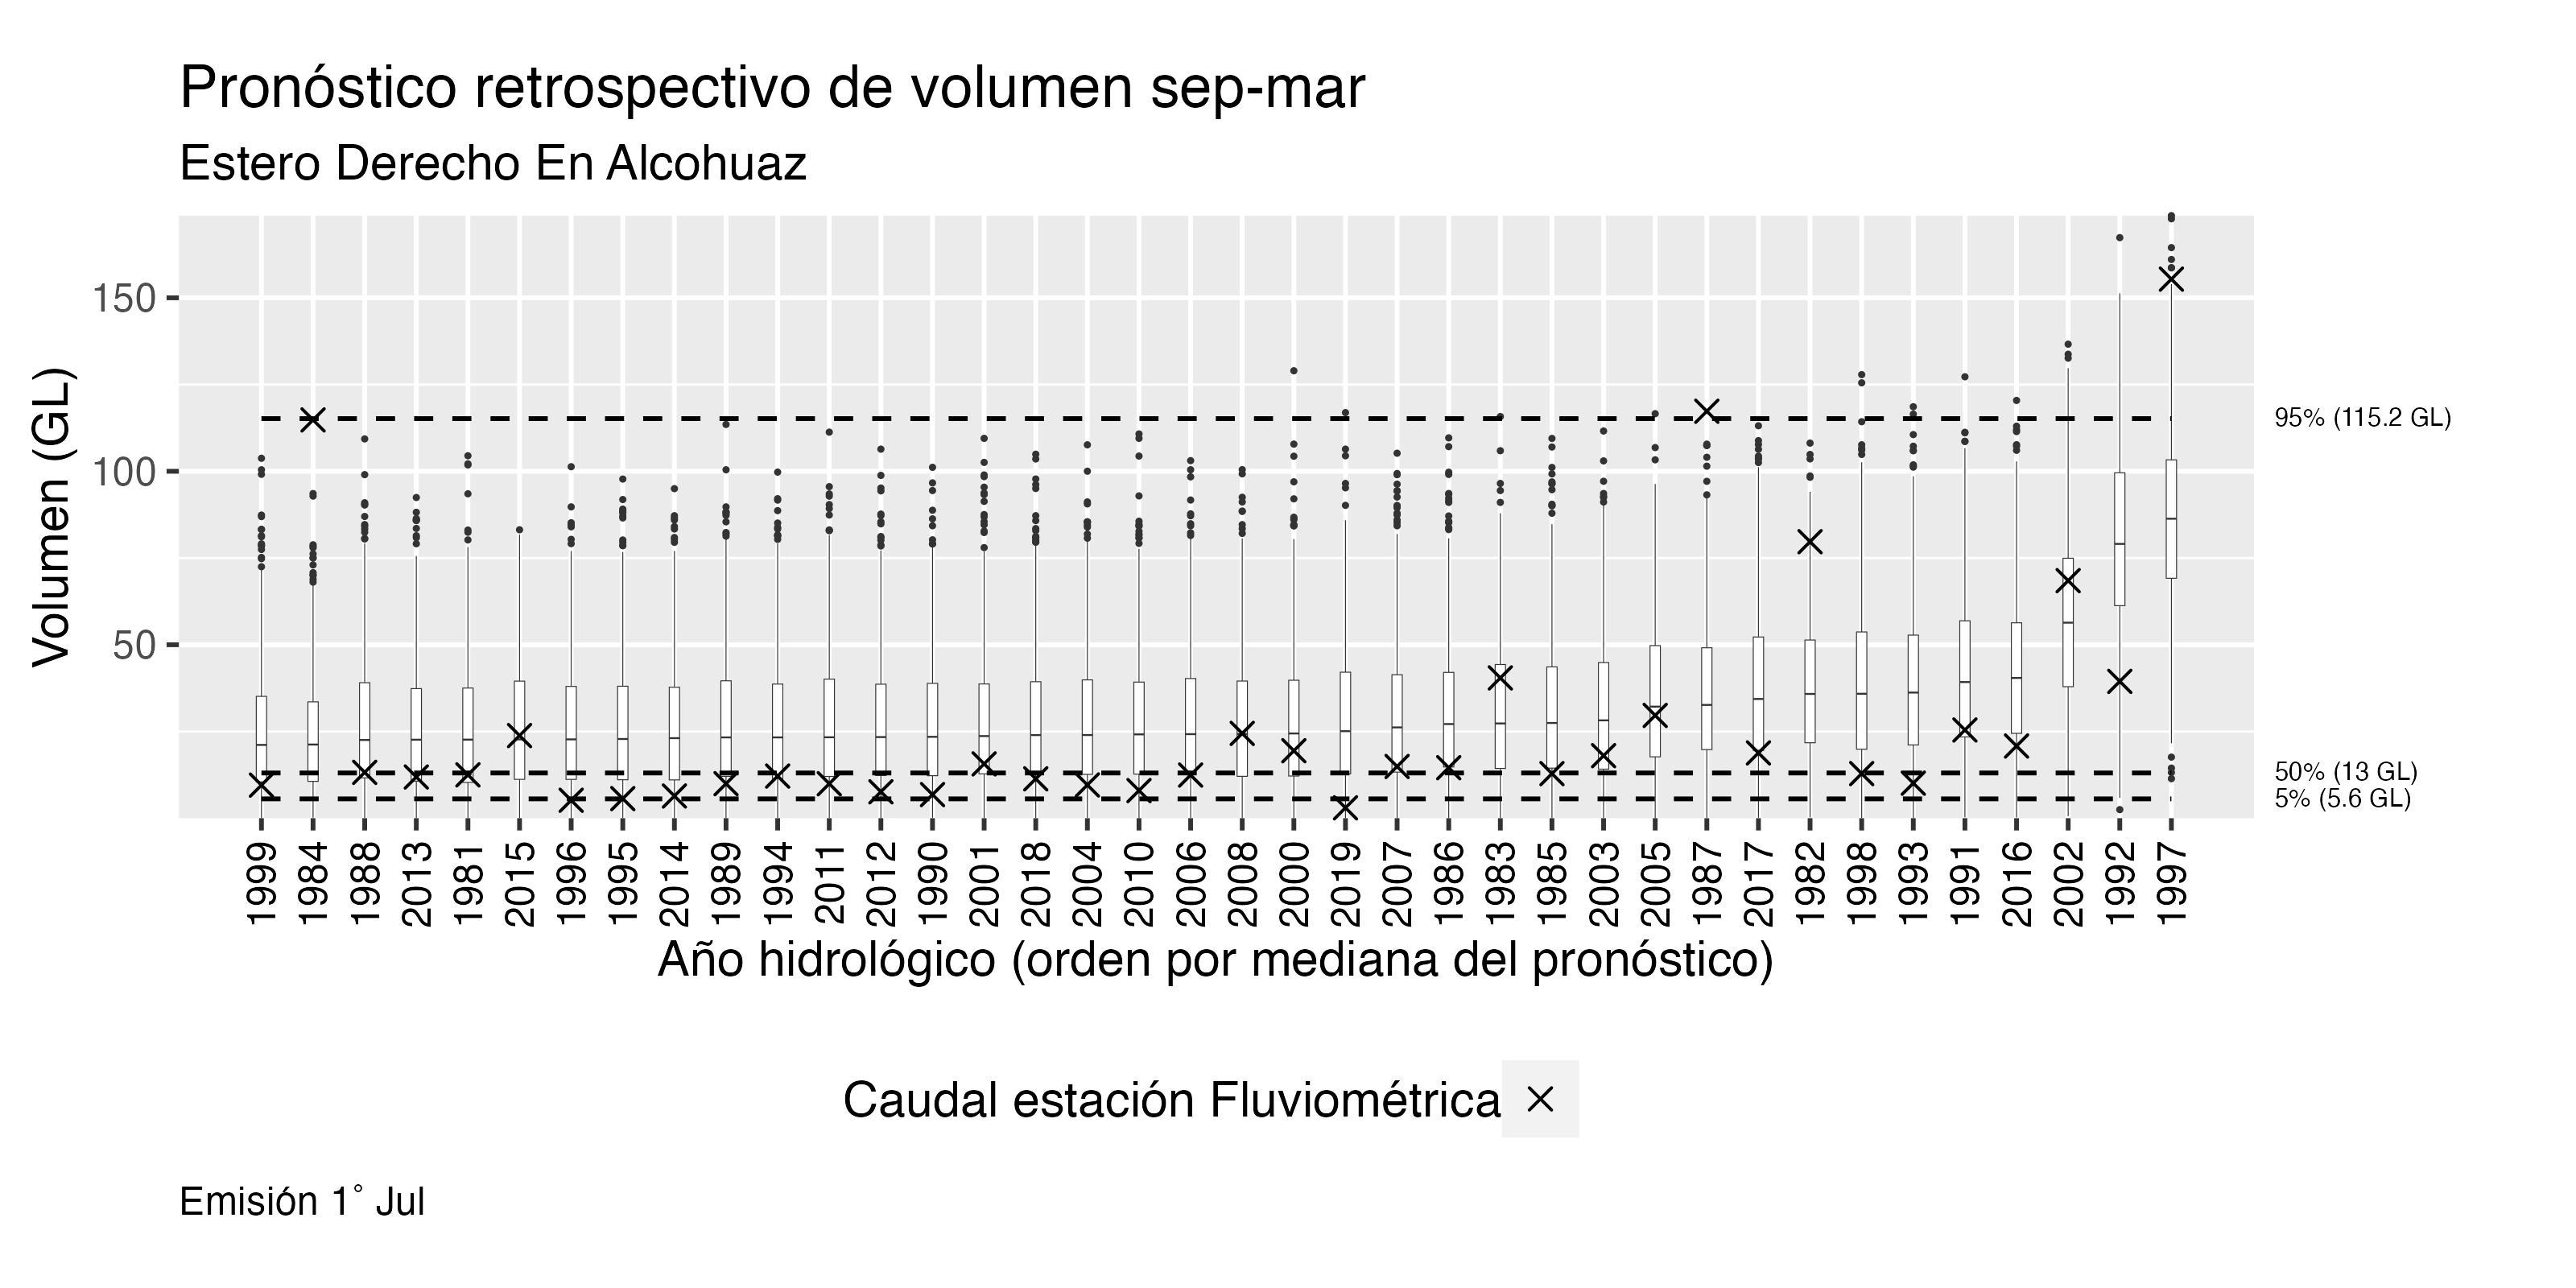 Pronóstico retrospectivo de volumen sep-mar
Estero Derecho En Alcohuaz
Volumen (GL)
150
100
50
95% (115.2 GL)
50% (13 GL)
5% (5.6 GL)
1999 1984 1988 2013 1981 2015 1996 1995 2014 1989 1994 2011 2012 1990 2001 2018 2004 2010 2006 2008 2000 2019 2007 1986 1983 1985 2003 2005 1987 2017 1982 1998 1993 1991 2016 2002 1992 1997
Año hidrológico (orden por mediana del pronóstico)
Caudal estación Fluviométrica
Emisión 1° Jul